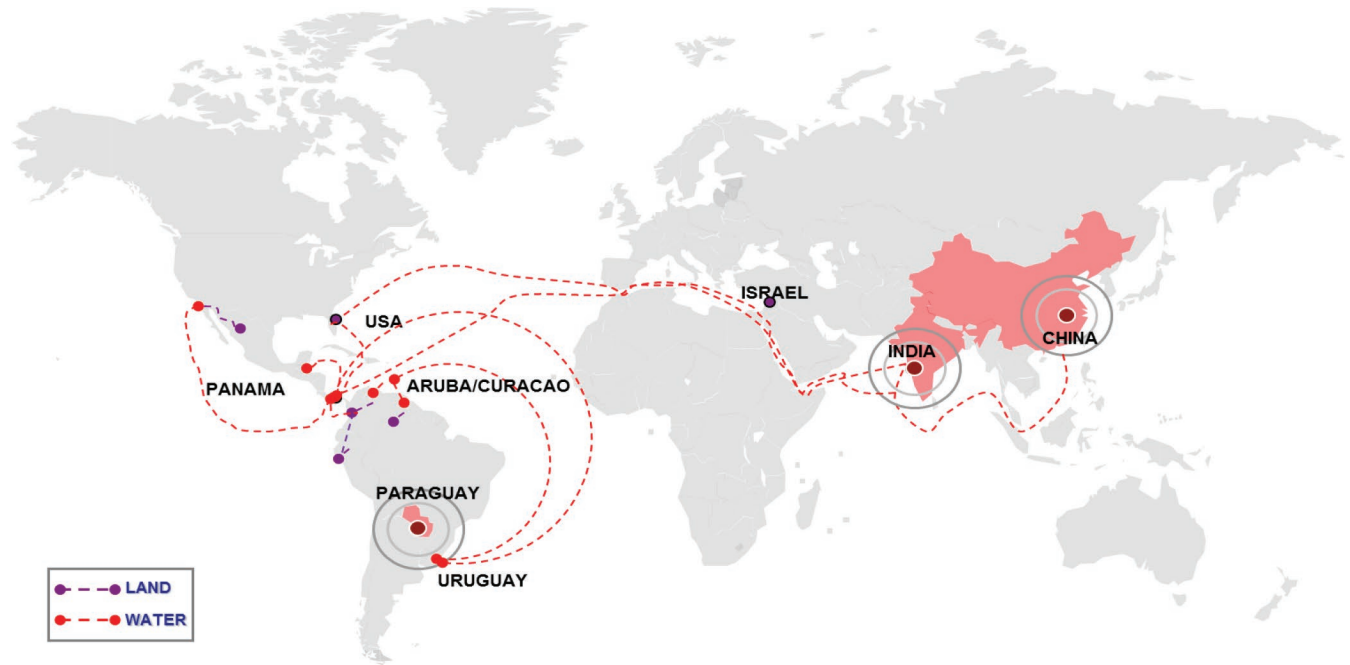 ISRAEL
USA
CHINA
INDIA
PANAMA
ARUBA/CURACAO
PARAGUAY
URUGUAY
LAND
WATER